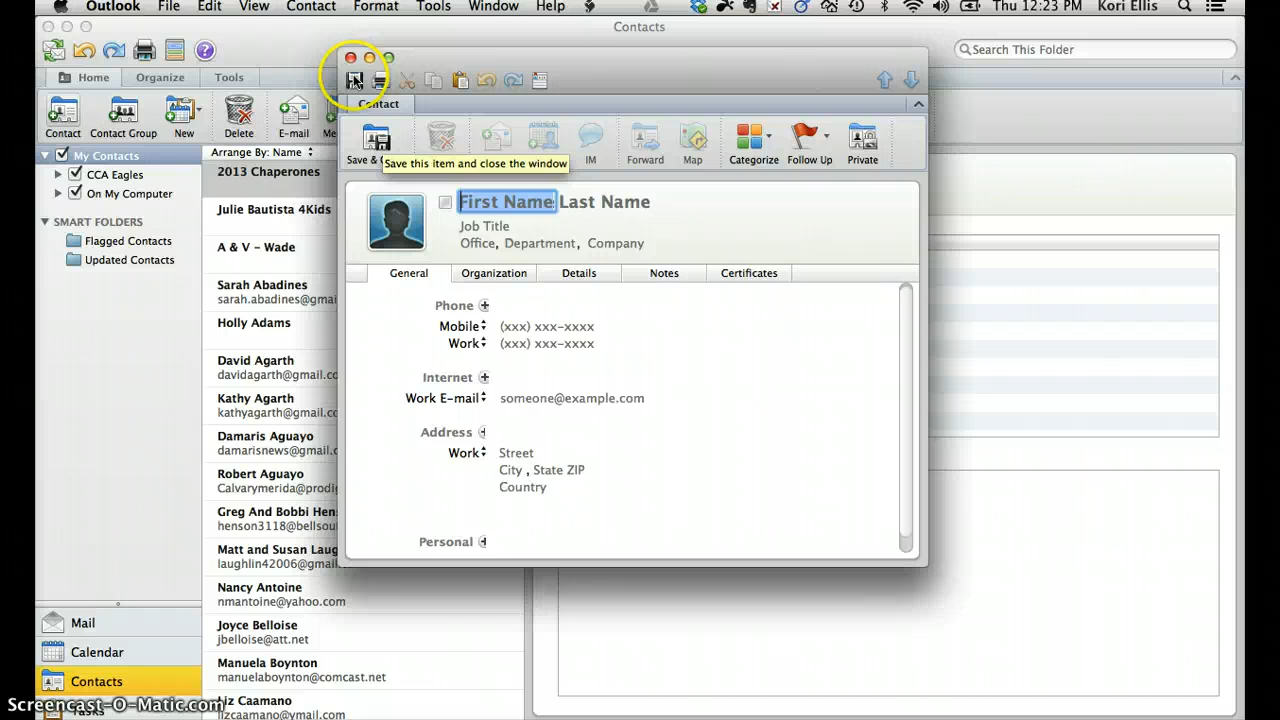 Outlook File Edit View Contact Format Tools Window Help Thu 12:23 PM Kori Ellis
Contacts
Search This Folder
Home Organize Tools
Contact Contact Group New Delete E-mail
My Contacts
CCA Eagles
On My Computer
SMART FOLDERS
Flagged Contacts
Updated Contacts
Mail
Calendar
Contacts
Tasks
Arrange By: Name
2013 Chaperones
Julie Bautista 4Kids
A & V - Wade
Sarah Abadines
sarah.abadines@gmai
Holly Adams
David Agarth
davidagarth@gmail.co
Kathy Agarth
kathyagarth@gmail.co
Damaris Aguayo
damarisnews@gmail.c
Robert Aguayo
Calvarymerida@prodi
Greg And Bobbi Hens
henson3118@bellsou
Matt and Susan Laug
laughlin42006@gmail
Nancy Antoine
nmantoine@yahoo.com
Joyce Belloise
jbelloise@att.net
Manuela Boynton
manuelaboynton@comcast.net
Liz Caamano
lizcaamano@yahoo.com
Contact
Save & IM Forward Map Categorize Follow Up Private
Save this item and close the window
First Name Last Name
Job Title
Office, Department, Company
General Organization Details Notes Certificates
Phone
Mobile (xxx) xxx-xxxx
Work (xxx) xxx-xxxx
Internet
Work E-mail someone@example.com
Address
Work Street
City , State ZIP
Country
Personal
Screencast-O-Matic.com